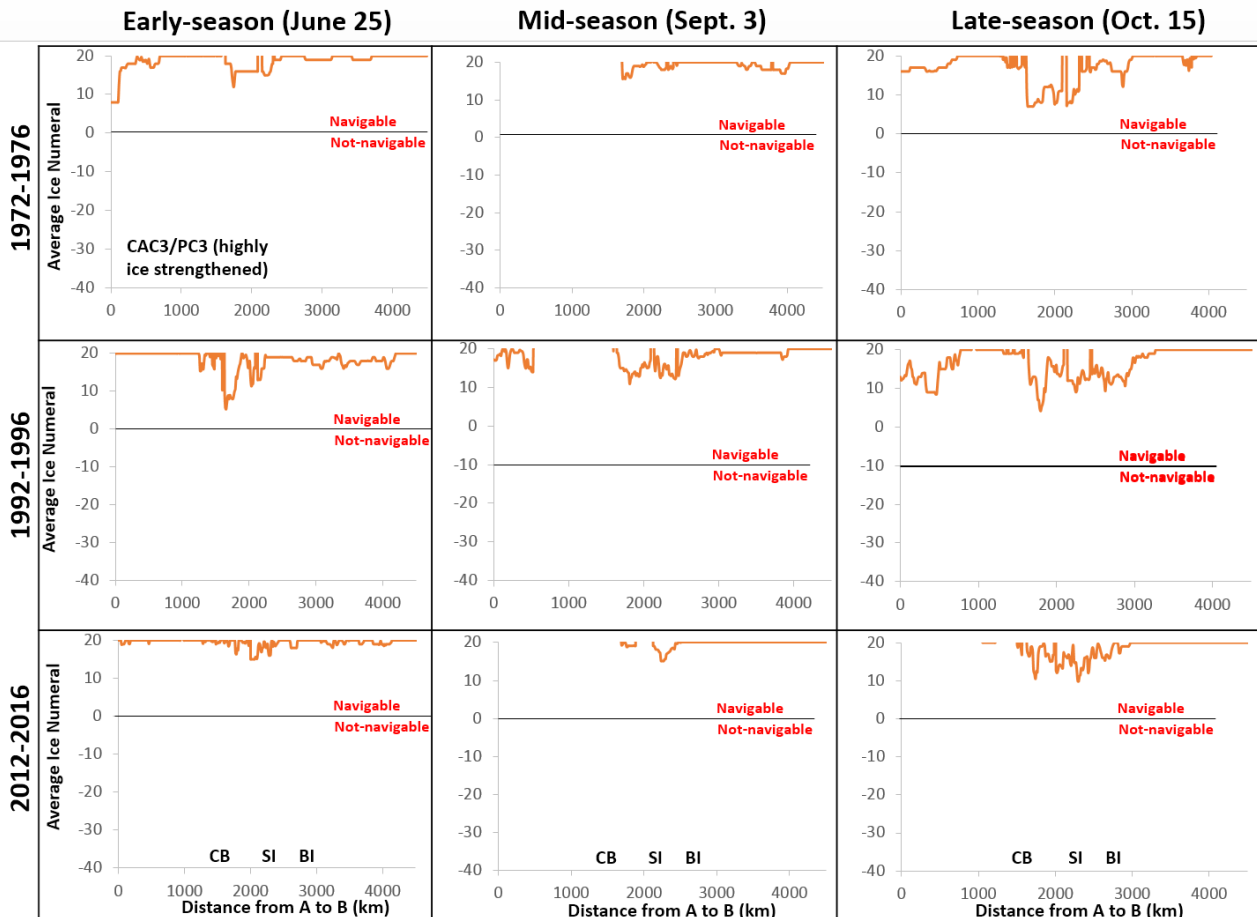 Early-season (June 25)
Mid-season (Sept. 3)
Late-season (Oct. 15)
1972-1976
Average Ice Numeral
20
10
0
-10
-20
-30
-40
Navigable
Not-navigable
CAC3/PC3 (highly
ice strengthened)
0 1000 2000 3000 4000
20
10
0
-10
-20
-30
-40
Navigable
Not-navigable
0 1000 2000 3000 4000
20
10
0
-10
-20
-30
-40
Navigable
Not-navigable
0 1000 2000 3000 4000
1992-1996
Average Ice Numeral
20
10
0
-10
-20
-30
-40
Navigable
Not-navigable
0 1000 2000 3000 4000
20
10
0
-10
-20
-30
-40
Navigable
Not-navigable
0 1000 2000 3000 4000
20
10
0
-10
-20
-30
-40
Navigable
Not-navigable
0 1000 2000 3000 4000
2012-2016
Average Ice Numeral
20
10
0
-10
-20
-30
-40
Navigable
Not-navigable
CB SI BI
0 1000 2000 3000 4000
Distance from A to B (km)
20
10
0
-10
-20
-30
-40
Navigable
Not-navigable
CB SI BI
0 1000 2000 3000 4000
Distance from A to B (km)
20
10
0
-10
-20
-30
-40
Navigable
Not-navigable
CB SI BI
0 1000 2000 3000 4000
Distance from A to B (km)